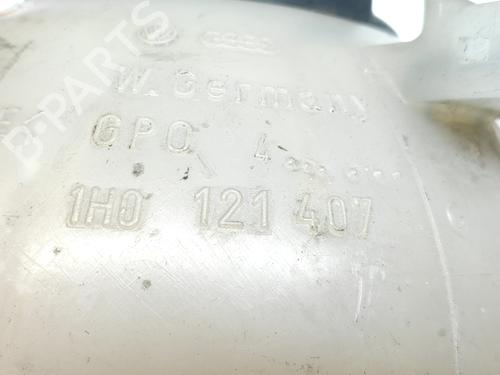 W. Germany
GPO 4
1H0 121 407
B-PARTS